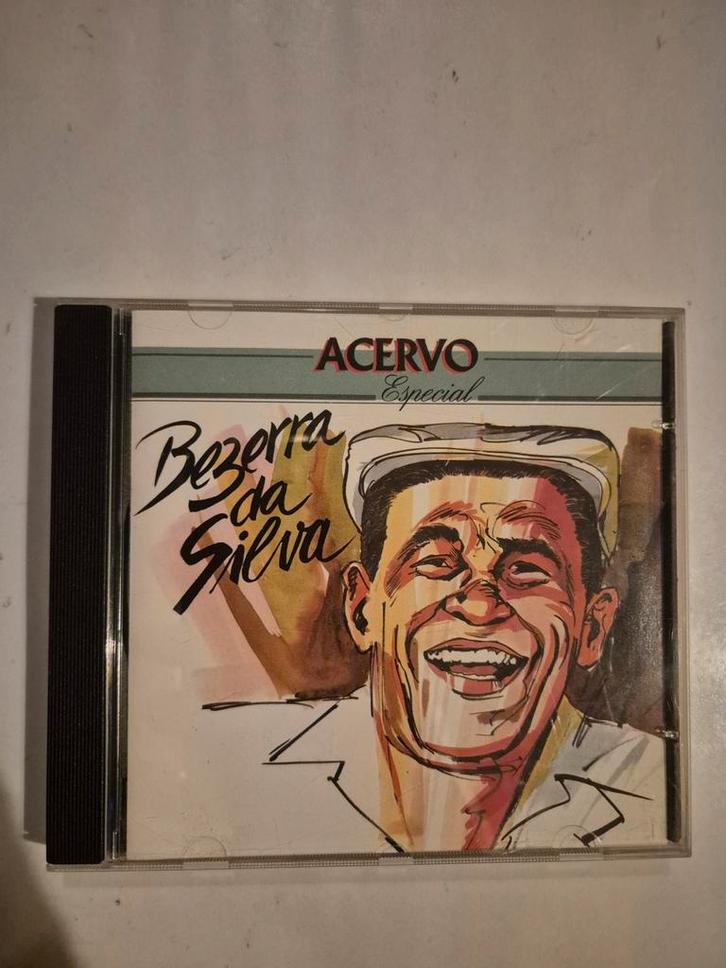 ACERVO
Especial
Bezerra
da
Silva